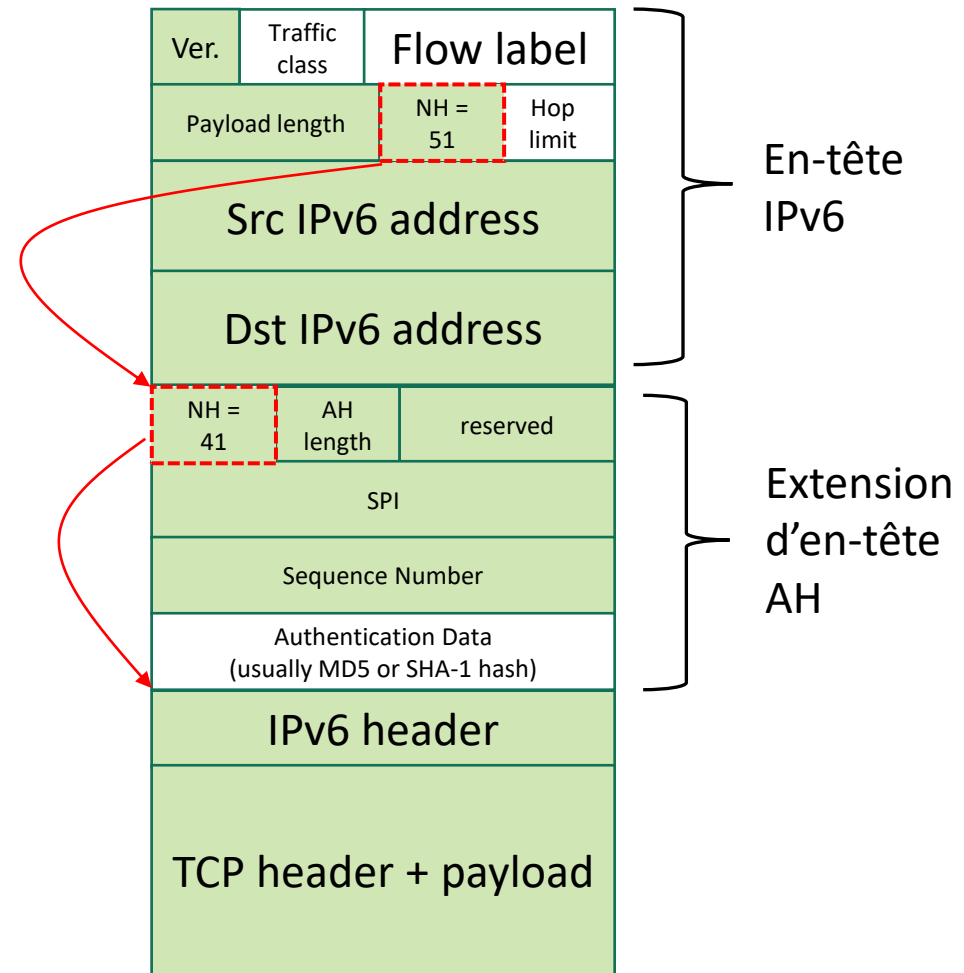 Ver.
Traffic
class
Flow label
Payload length
NH =
51
Hop
limit
En-tête
IPv6
Src IPv6 address
Dst IPv6 address
NH =
41
AH
length
reserved
SPI
Extension
d’en-tête
AH
Sequence Number
Authentication Data
(usually MD5 or SHA-1 hash)
IPv6 header
TCP header + payload